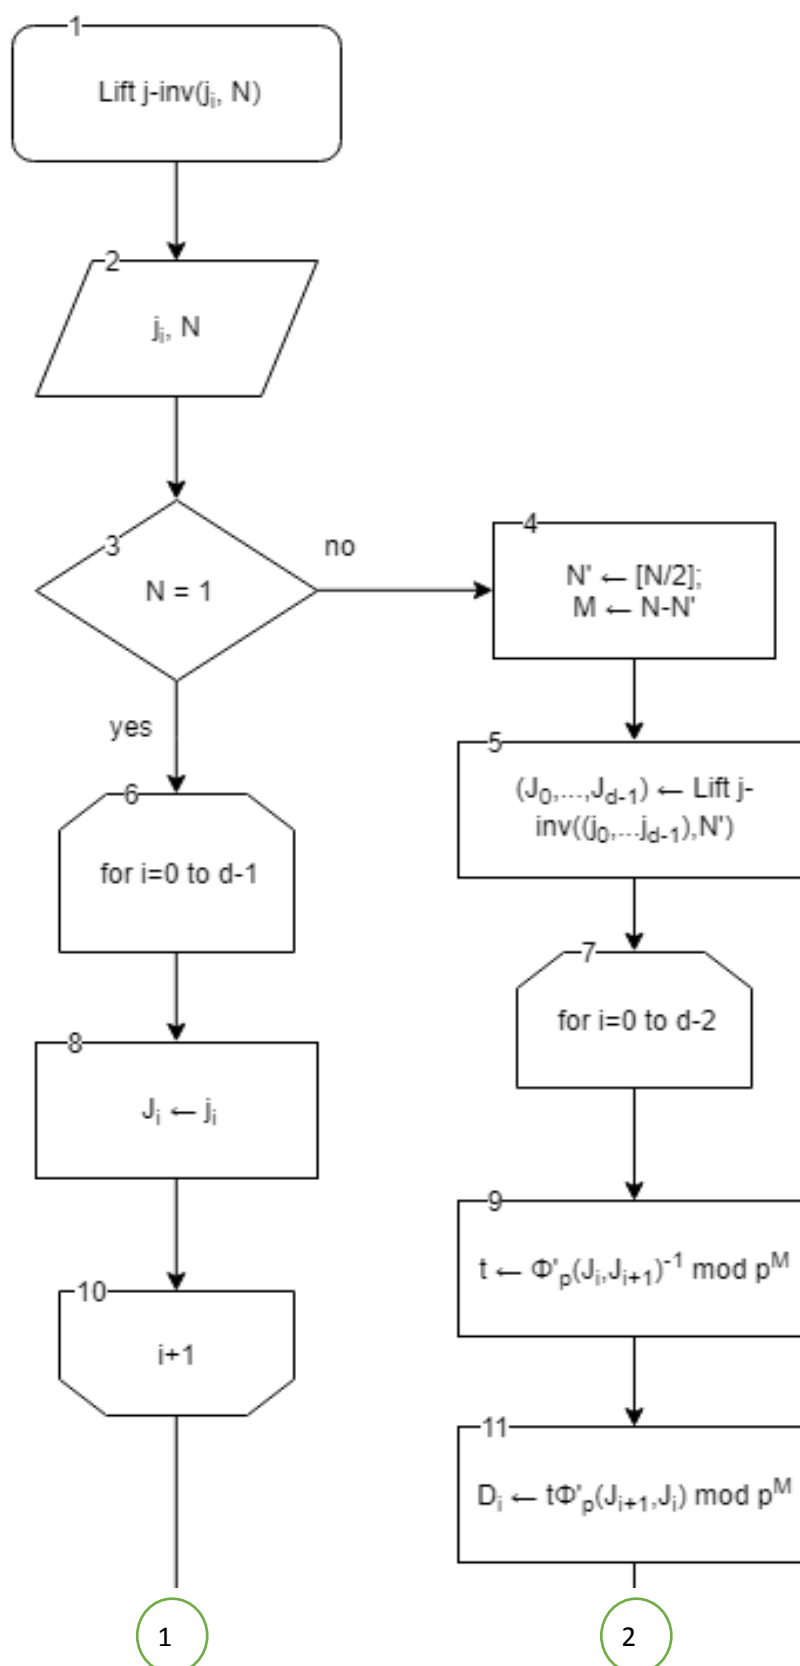 1
Lift j-inv(jᵢ, N)
2
jᵢ, N
3
N = 1
no
4
N' ← [N/2];
M ← N-N'
yes
5
(J₀,...,J_d-1) ← Lift j-
inv((j₀,...j_d-1),N')
6
for i=0 to d-1
7
for i=0 to d-2
8
Jᵢ ← jᵢ
9
t ← Φ'ₚ(Jᵢ,Jᵢ₊₁)⁻¹ mod pᴹ
10
i+1
11
Dᵢ ← tΦ'ₚ(Jᵢ₊₁,Jᵢ) mod pᴹ
1
2